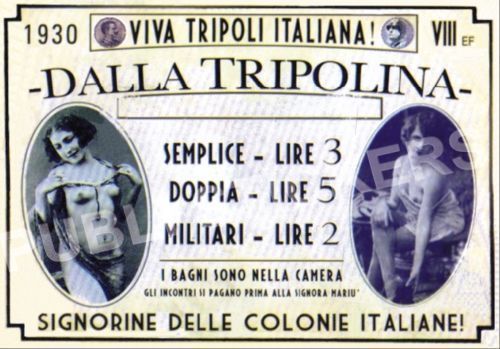 1930 VIVA TRIPOLI ITALIANA! VIII EF
-DALLA TRIPOLINA-
SEMPLICE - LIRE 3
DOPPIA - LIRE 5
MILITARI - LIRE 2
I BAGNI SONO NELLA CAMERA
GLI INCONTRI SI PAGANO PRIMA ALLA SIGNORA MARIU'
SIGNORINE DELLE COLONIE ITALIANE!